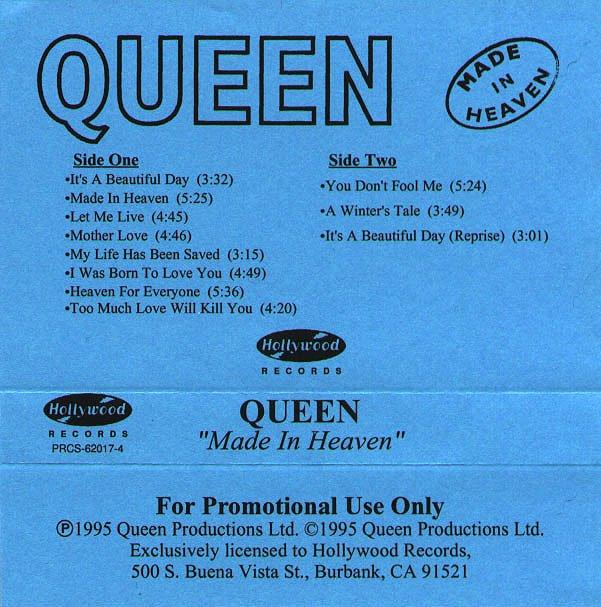 QUEEN
MADE
IN
HEAVEN
Side One
•It's A Beautiful Day (3:32)
•Made In Heaven (5:25)
•Let Me Live (4:45)
•Mother Love (4:46)
•My Life Has Been Saved (3:15)
•I Was Born To Love You (4:49)
•Heaven For Everyone (5:36)
•Too Much Love Will Kill You (4:20)
Side Two
•You Don't Fool Me (5:24)
•A Winter's Tale (3:49)
•It's A Beautiful Day (Reprise) (3:01)
Hollywood
RECORDS
Hollywood
RECORDS
PRCS-62017-4
QUEEN
"Made In Heaven"
For Promotional Use Only
℗1995 Queen Productions Ltd. ©1995 Queen Productions Ltd.
Exclusively licensed to Hollywood Records,
500 S. Buena Vista St., Burbank, CA 91521